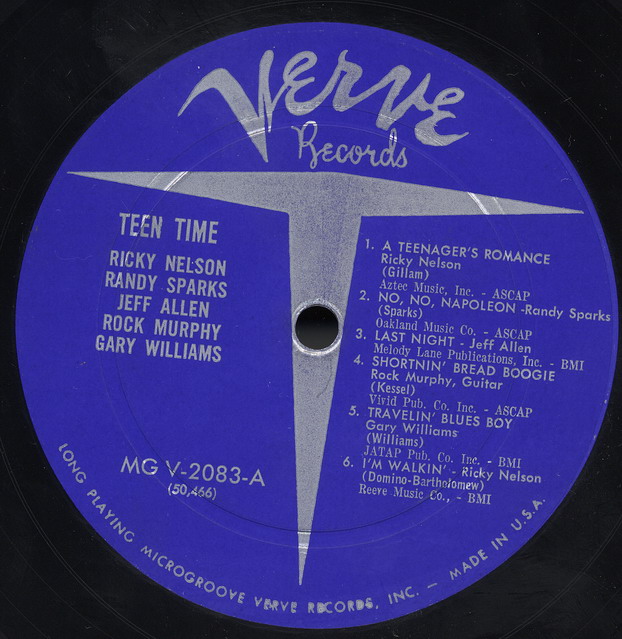 VERVE
Records
TEEN TIME
RICKY NELSON
RANDY SPARKS
JEFF ALLEN
ROCK MURPHY
GARY WILLIAMS
MG V-2083-A
(50,466)
1. A TEENAGER'S ROMANCE
Ricky Nelson
(Gillam)
Aztec Music, Inc. - ASCAP
2. NO, NO, NAPOLEON -Randy Sparks
(Sparks)
Oakland Music Co. - ASCAP
3. LAST NIGHT - Jeff Allen
Melody Lane Publications, Inc. - BMI
4. SHORTNIN' BREAD BOOGIE
Rock Murphy, Guitar
(Kessel)
Vivid Pub. Co. Inc. - ASCAP
5. TRAVELIN' BLUES BOY
Gary Williams
(Williams)
JATAP Pub. Co. Inc. - BMI
6. I'M WALKIN' - Ricky Nelson
(Domino-Bartholomew)
Reeve Music Co., - BMI
LONG PLAYING MICROGROOVE VERVE RECORDS, INC. — MADE IN U.S.A.